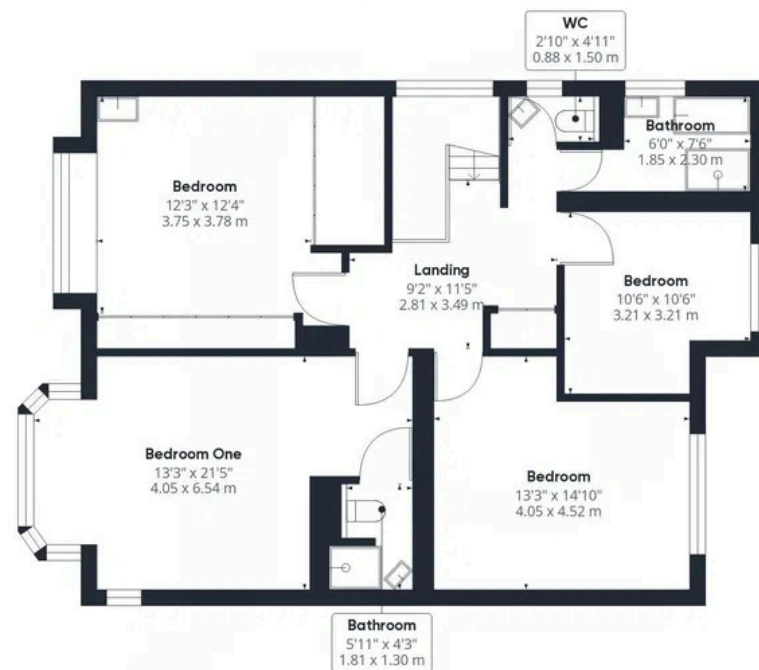 WC
2'10" x 4'11"
0.88 x 1.50 m
Bathroom
6'0" x 7'6"
1.85 x 2.30 m
Bedroom
12'3" x 12'4"
3.75 x 3.78 m
Landing
9'2" x 11'5"
2.81 x 3.49 m
Bedroom
10'6" x 10'6"
3.21 x 3.21 m
Bedroom One
13'3" x 21'5"
4.05 x 6.54 m
Bedroom
13'3" x 14'10"
4.05 x 4.52 m
Bathroom
5'11" x 4'3"
1.81 x 1.30 m